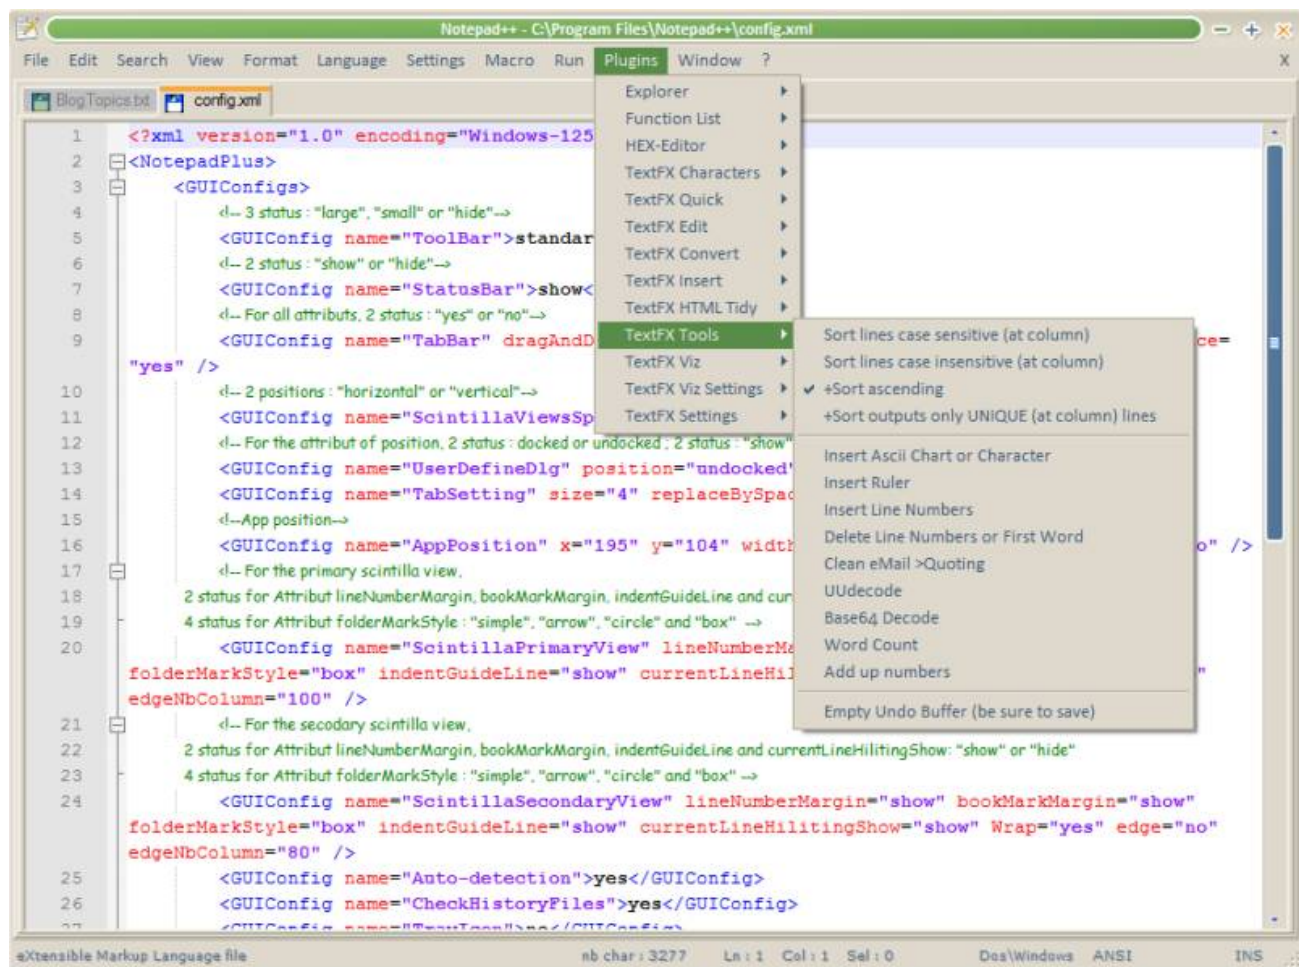 Notepad++ - C:\Program Files\Notepad++\config.xml
File Edit Search View Format Language Settings Macro Run Plugins Window ? X
BlogTopics.txt config.xml
1 <?xml version="1.0" encoding="Windows-125
2 <NotepadPlus>
3 <GUIConfigs>
4 <!-- 3 status : "large", "small" or "hide"-->
5 <GUIConfig name="ToolBar">standar
6 <!-- 2 status : "show" or "hide"-->
7 <GUIConfig name="StatusBar">show<
8 <!-- For all attributs, 2 status : "yes" or "no"-->
9 <GUIConfig name="TabBar" dragAndD ce=
"yes" />
10 <!-- 2 positions : "horizontal" or "vertical"-->
11 <GUIConfig name="ScintillaViewsSp
12 <!-- For the attribut of position, 2 status : docked or undocked ; 2 status : "show"
13 <GUIConfig name="UserDefineDlg" position="undocked"
14 <GUIConfig name="TabSetting" size="4" replaceBySpac
15 <!--App position-->
16 <GUIConfig name="AppPosition" x="195" y="104" width o" />
17 <!-- For the primary scintilla view,
18 2 status for Attribut lineNumberMargin, bookMarkMargin, indentGuideLine and cur
19 4 status for Attribut folderMarkStyle : "simple", "arrow", "circle" and "box" -->
20 <GUIConfig name="ScintillaPrimaryView" lineNumberMa "
folderMarkStyle="box" indentGuideLine="show" currentLineHil
edgeNbColumn="100" />
21 <!-- For the secodary scintilla view,
22 2 status for Attribut lineNumberMargin, bookMarkMargin, indentGuideLine and currentLineHilitingShow: "show" or "hide"
23 4 status for Attribut folderMarkStyle : "simple", "arrow", "circle" and "box" -->
24 <GUIConfig name="ScintillaSecondaryView" lineNumberMargin="show" bookMarkMargin="show"
folderMarkStyle="box" indentGuideLine="show" currentLineHilitingShow="show" Wrap="yes" edge="no"
edgeNbColumn="80" />
25 <GUIConfig name="Auto-detection">yes</GUIConfig>
26 <GUIConfig name="CheckHistoryFiles">yes</GUIConfig>
27 <GUIConfig name="TrayIcon">no</GUIConfig>
Explorer
Function List
HEX-Editor
TextFX Characters
TextFX Quick
TextFX Edit
TextFX Convert
TextFX Insert
TextFX HTML Tidy
TextFX Tools
TextFX Viz
TextFX Viz Settings
TextFX Settings
Sort lines case sensitive (at column)
Sort lines case insensitive (at column)
+Sort ascending
+Sort outputs only UNIQUE (at column) lines
Insert Ascii Chart or Character
Insert Ruler
Insert Line Numbers
Delete Line Numbers or First Word
Clean eMail >Quoting
UUdecode
Base64 Decode
Word Count
Add up numbers
Empty Undo Buffer (be sure to save)
eXtensible Markup Language file nb char : 3277 Ln : 1 Col : 1 Sel : 0 Dos\Windows ANSI INS